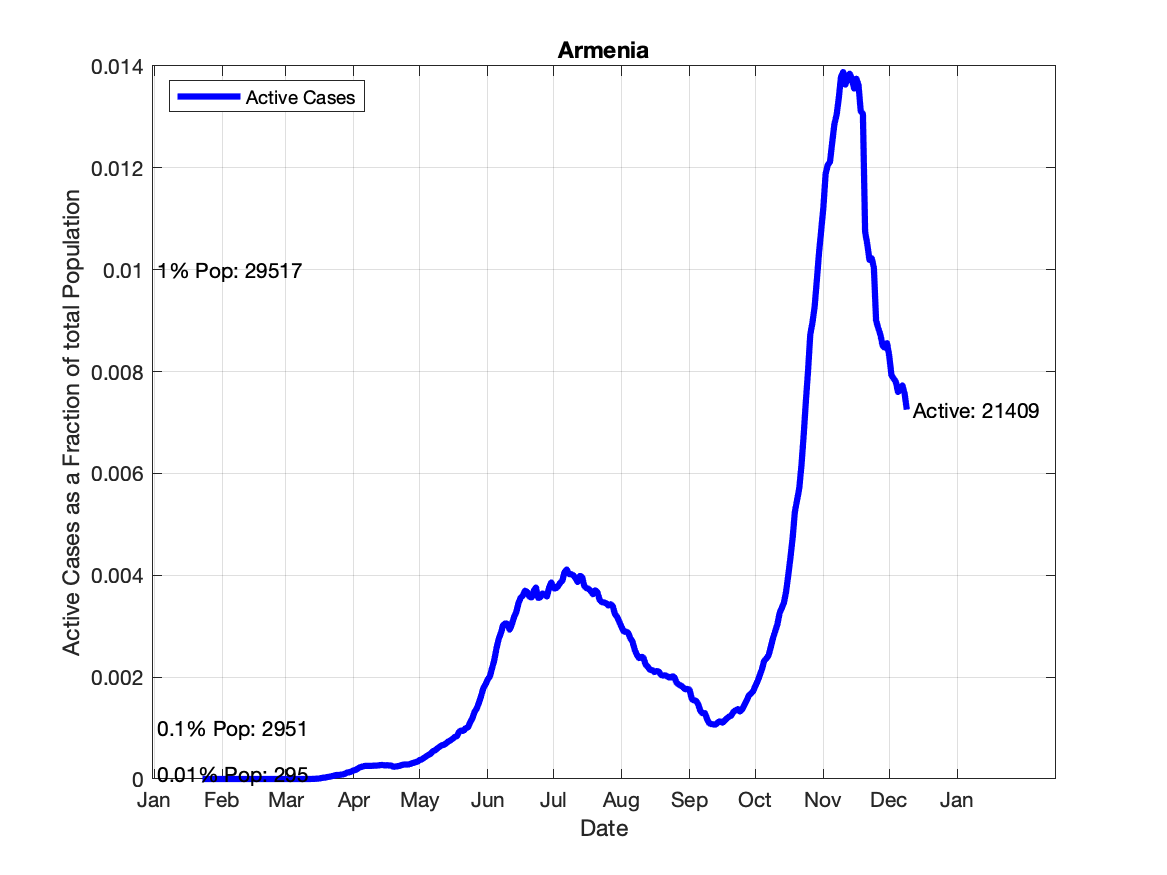 Armenia
0.014
Active Cases
0.012
0.01
1% Pop: 29517
0.008
Active: 21409
0.006
0.004
0.002
0.1% Pop: 2951
0.01% Pop: 295
0
Jan Feb Mar Apr May Jun Jul Aug Sep Oct Nov Dec Jan
Date
Active Cases as a Fraction of total Population